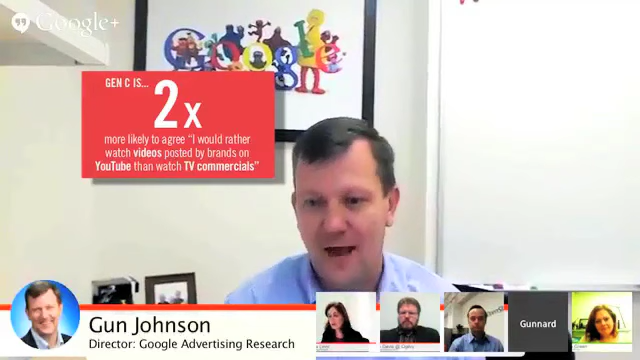 Google+
Google
GEN C IS...
2x
more likely to agree "I would rather
watch videos posted by brands on
YouTube than watch TV commercials"
Gun Johnson
Director: Google Advertising Research
Gunnard